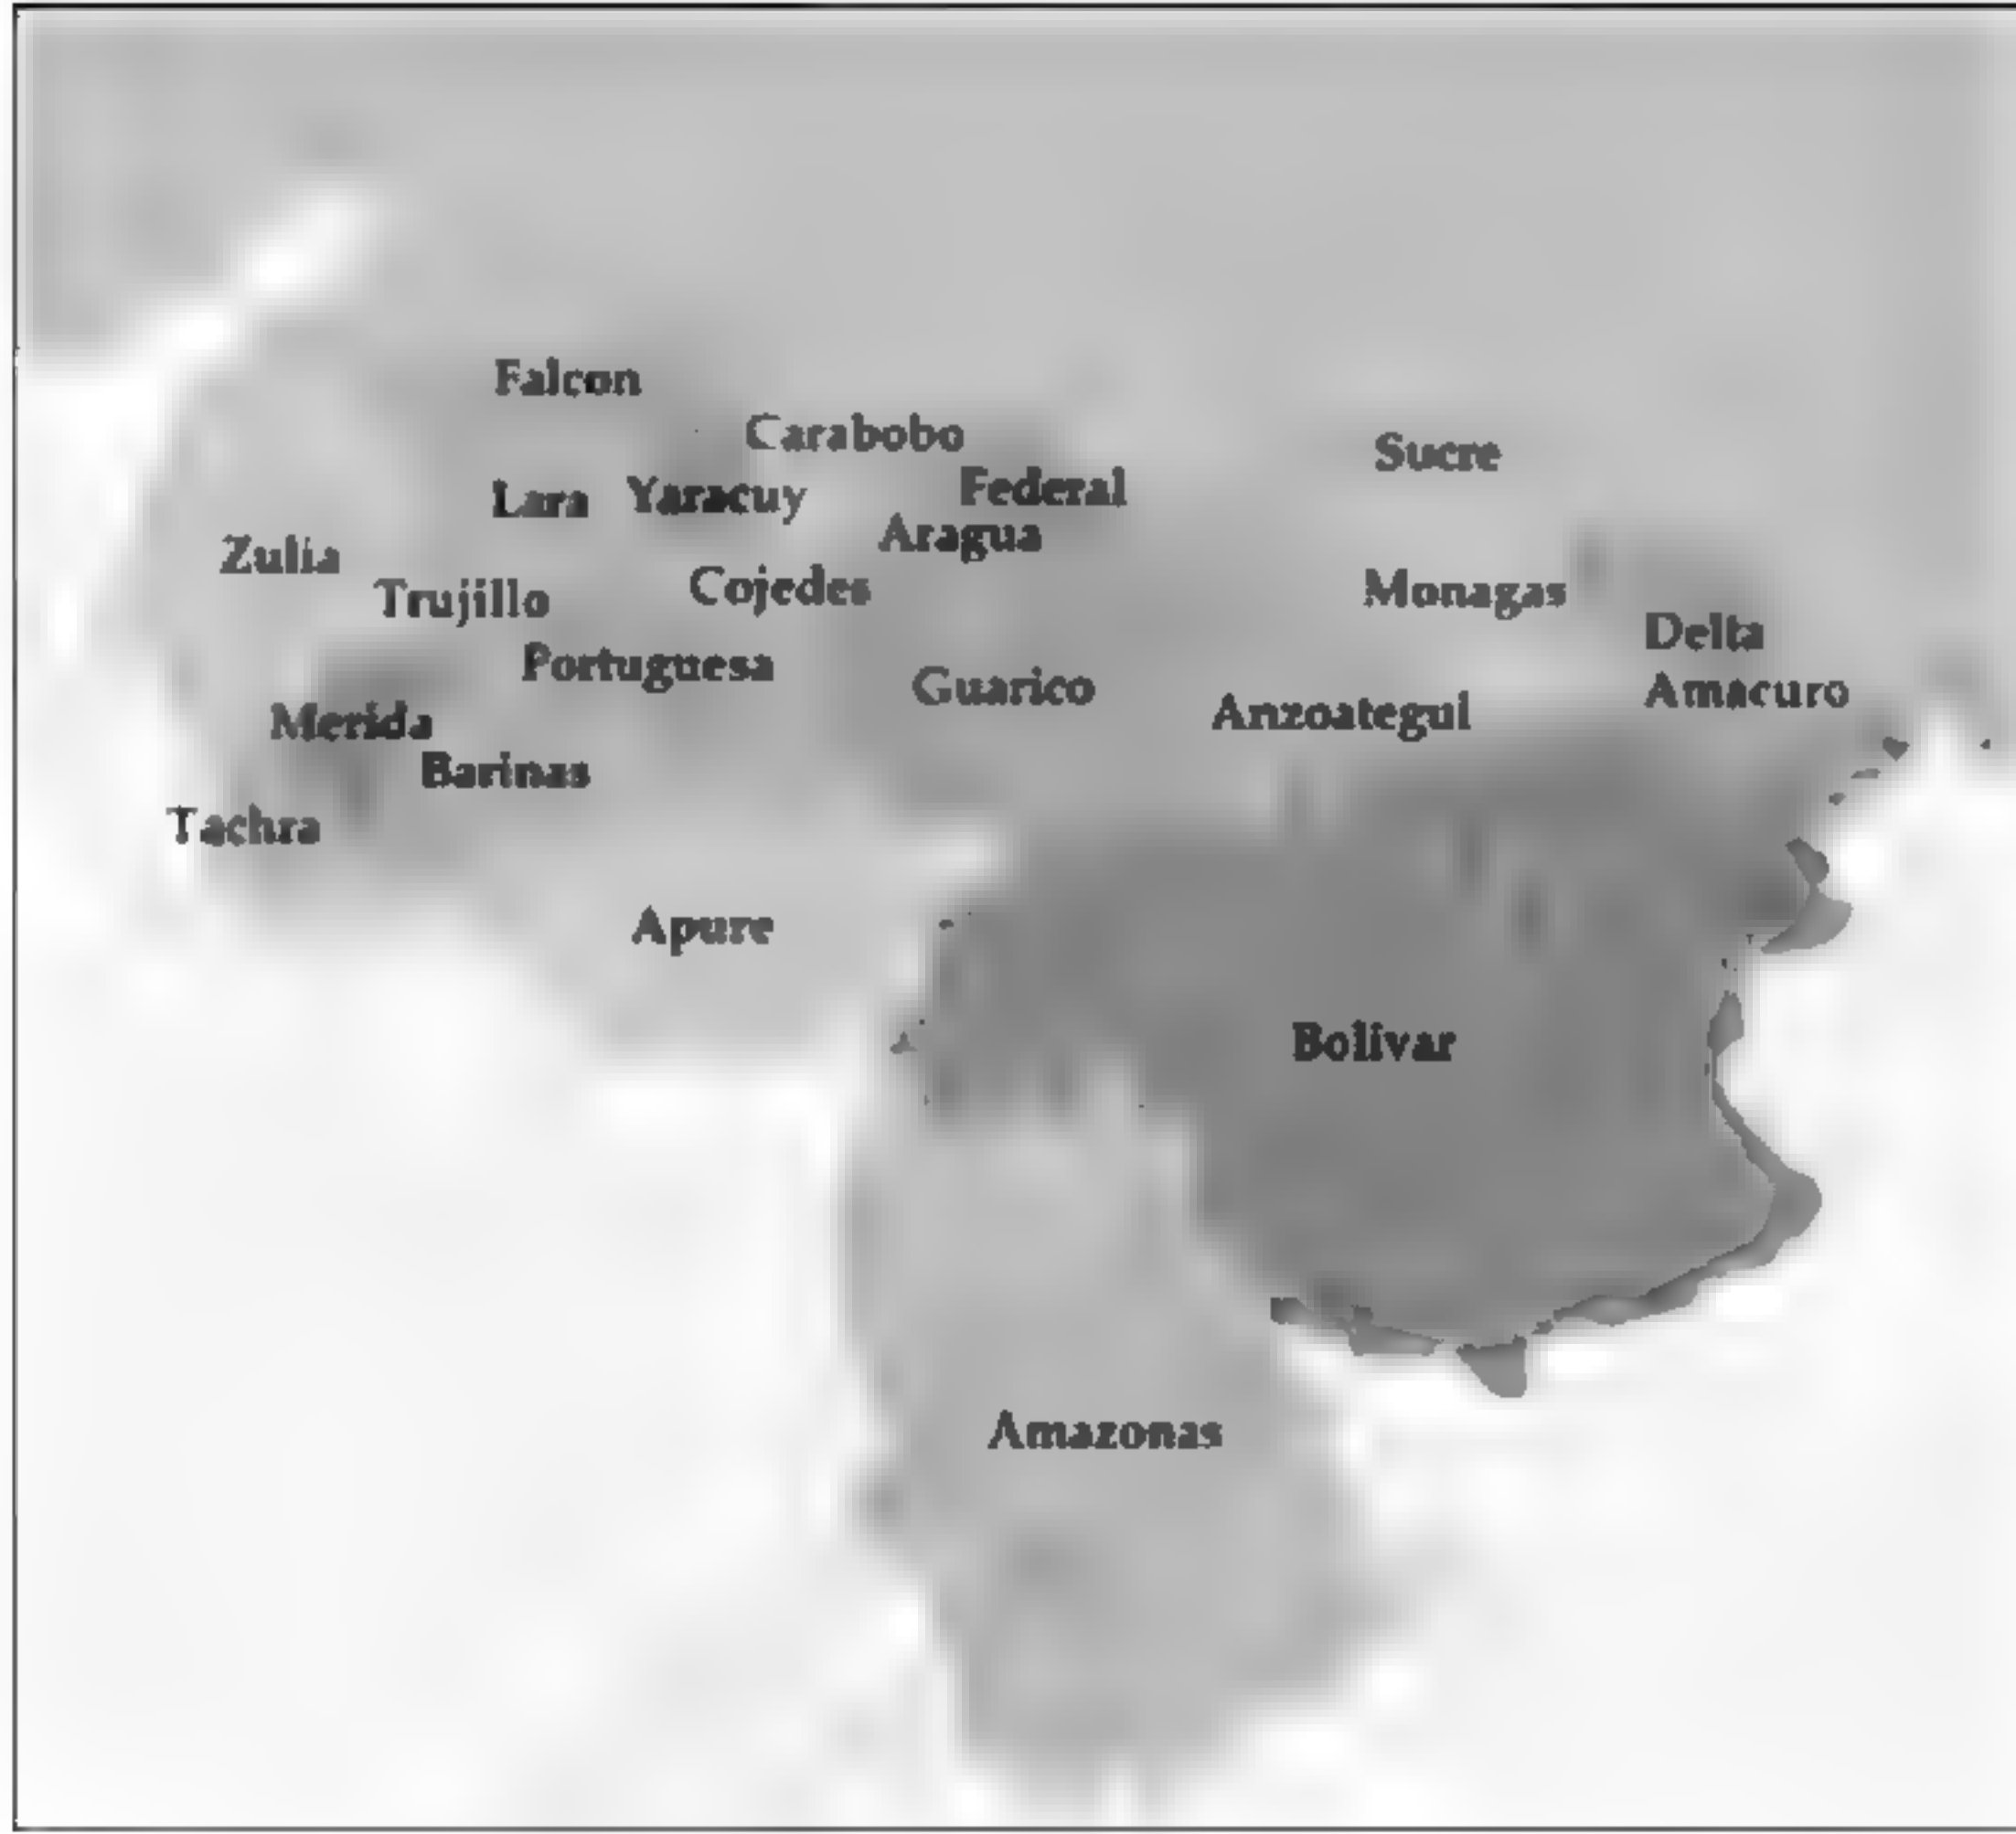 Falcon
Carabobo
Sucre
Lara
Yaracuy
Federal
Aragua
Zulia
Trujillo
Cojedes
Monagas
Delta
Amacuro
Portuguesa
Guarico
Anzoategui
Merida
Barinas
Tachra
Apure
Bolivar
Amazonas